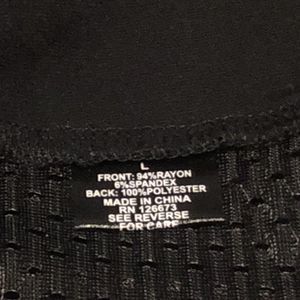 L
FRONT: 94%RAYON
6%SPANDEX
BACK: 100%POLYESTER
MADE IN CHINA
RN 126673
SEE REVERSE
FOR CARE